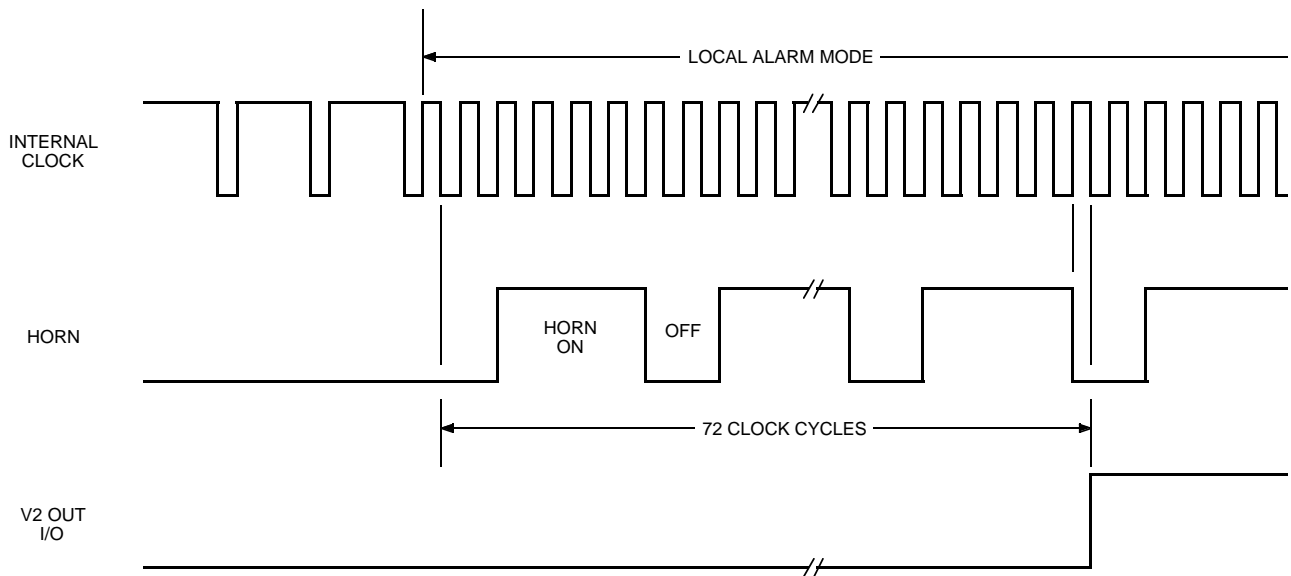 LOCAL ALARM MODE
INTERNAL
CLOCK
HORN
HORN
ON
OFF
72 CLOCK CYCLES
V2 OUT
I/O